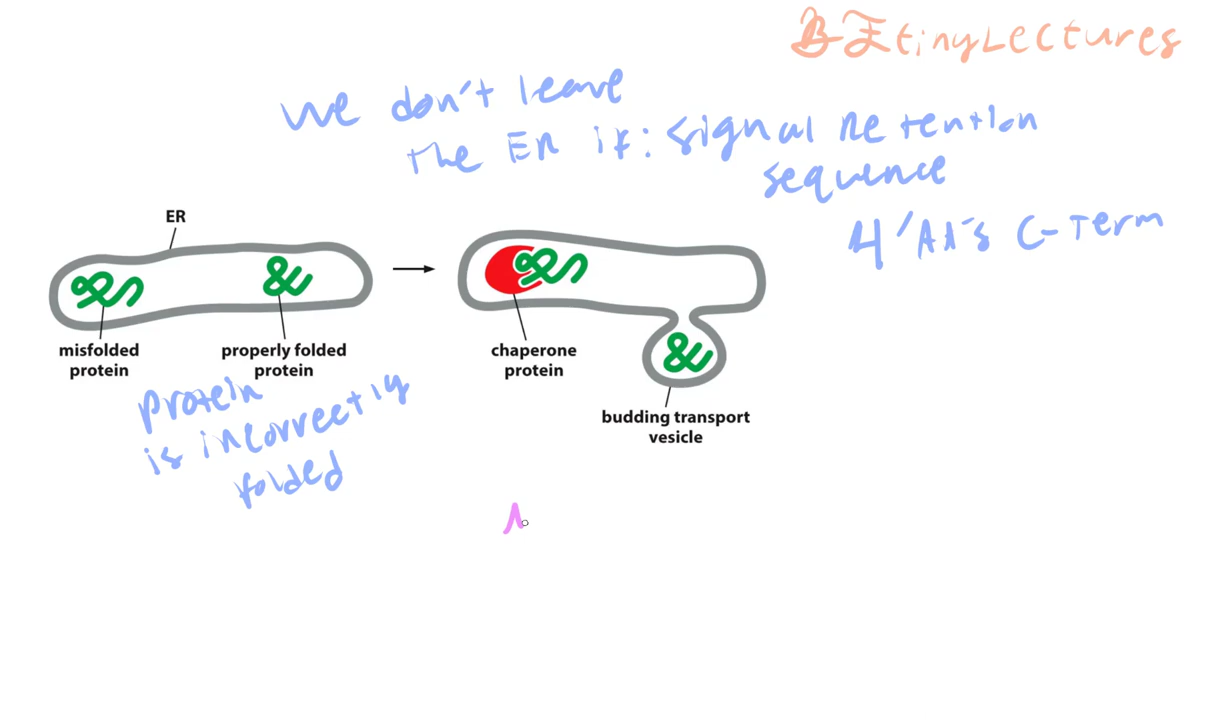 tinyLectures
We don't leave
the ER if: signal Retention
sequence
4 'AA's C-Term
ER
misfolded
protein
properly folded
protein
chaperone
protein
budding transport
vesicle
protein
is incorrectly
folded